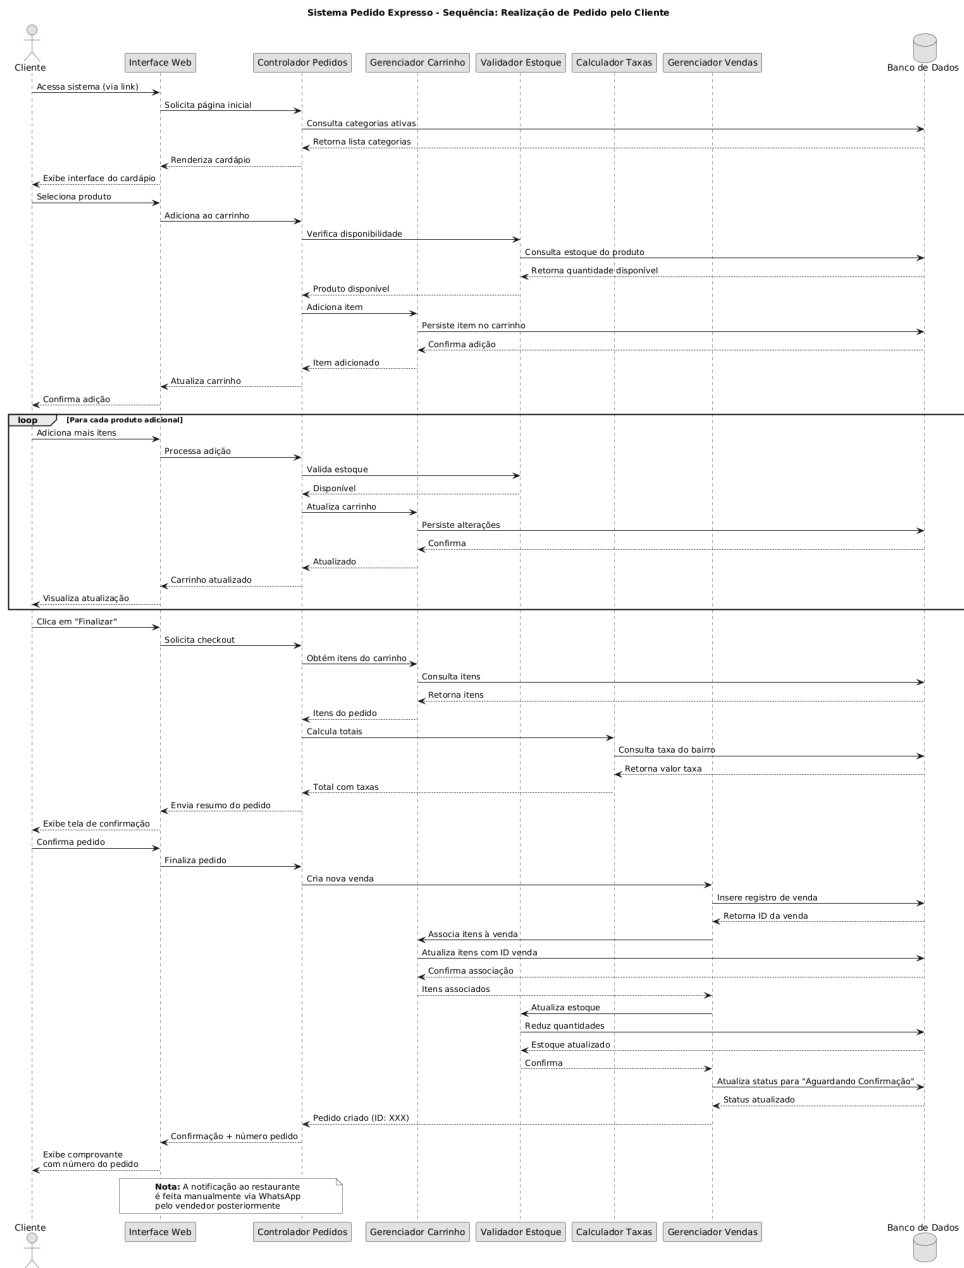 Sistema Pedido Expresso - Sequência: Realização de Pedido pelo Cliente
Cliente
Interface Web
Controlador Pedidos
Gerenciador Carrinho
Validador Estoque
Calculador Taxas
Gerenciador Vendas
Banco de Dados
Acessa sistema (via link)
Solicita página inicial
Consulta categorias ativas
Retorna lista categorias
Renderiza cardápio
Exibe interface do cardápio
Seleciona produto
Adiciona ao carrinho
Verifica disponibilidade
Consulta estoque do produto
Retorna quantidade disponível
Produto disponível
Adiciona item
Persiste item no carrinho
Confirma adição
Item adicionado
Atualiza carrinho
Confirma adição
loop [Para cada produto adicional]
Adiciona mais itens
Processa adição
Valida estoque
Disponível
Atualiza carrinho
Persiste alterações
Confirma
Atualizado
Carrinho atualizado
Visualiza atualização
Clica em "Finalizar"
Solicita checkout
Obtém itens do carrinho
Consulta itens
Retorna itens
Itens do pedido
Calcula totais
Consulta taxa do bairro
Retorna valor taxa
Total com taxas
Envia resumo do pedido
Exibe tela de confirmação
Confirma pedido
Finaliza pedido
Cria nova venda
Insere registro de venda
Retorna ID da venda
Associa itens à venda
Atualiza itens com ID venda
Confirma associação
Itens associados
Atualiza estoque
Reduz quantidades
Estoque atualizado
Confirma
Atualiza status para "Aguardando Confirmação"
Status atualizado
Pedido criado (ID: XXX)
Confirmação + número pedido
Exibe comprovante
com número do pedido
Nota: A notificação ao restaurante
é feita manualmente via WhatsApp
pelo vendedor posteriormente
Cliente
Interface Web
Controlador Pedidos
Gerenciador Carrinho
Validador Estoque
Calculador Taxas
Gerenciador Vendas
Banco de Dados